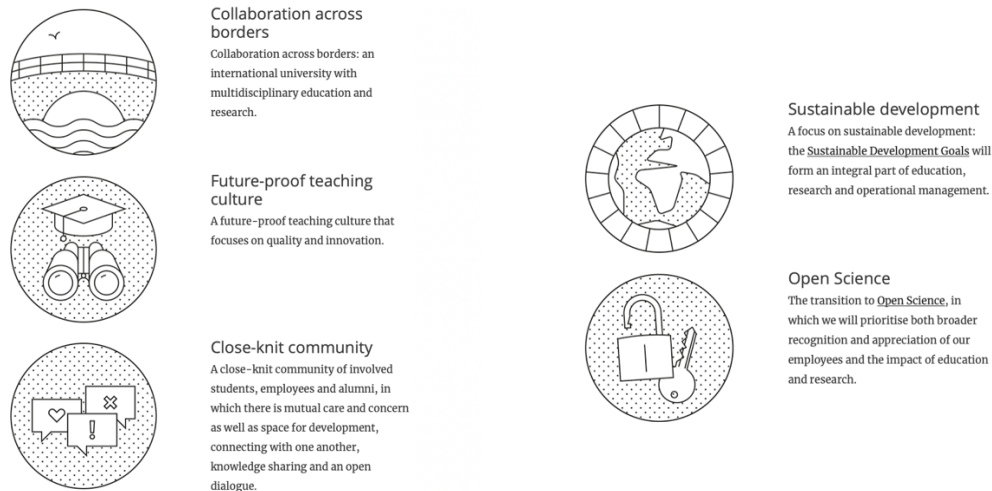 Collaboration across
borders
Collaboration across borders: an
international university with
multidisciplinary education and
research.
Future-proof teaching
culture
A future-proof teaching culture that
focuses on quality and innovation.
Close-knit community
A close-knit community of involved
students, employees and alumni, in
which there is mutual care and concern
as well as space for development,
connecting with one another,
knowledge sharing and an open
dialogue.
Sustainable development
A focus on sustainable development:
the Sustainable Development Goals will
form an integral part of education,
research and operational management.
Open Science
The transition to Open Science, in
which we will prioritise both broader
recognition and appreciation of our
employees and the impact of education
and research.